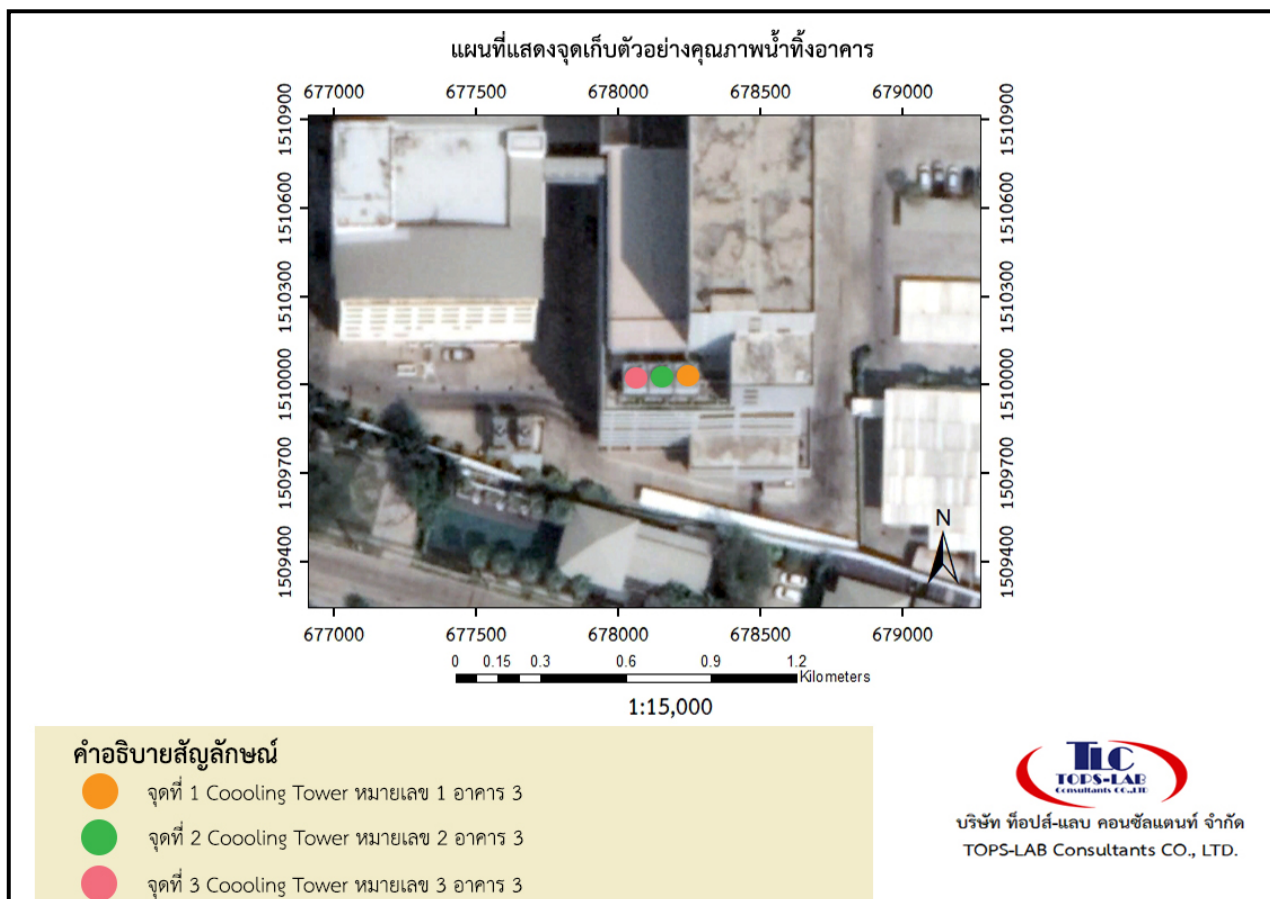 แผนที่แสดงจุดเก็บตัวอย่างคุณภาพน้ำทิ้งอาคาร
677000 677500 678000 678500 679000
1510900 1510900
1510600 1510600
1510300 1510300
1510000 1510000
1509700 1509700
1509400 1509400
N
677000 677500 678000 678500 679000
0 0.15 0.3 0.6 0.9 1.2
Kilometers
1:15,000
คำอธิบายสัญลักษณ์
จุดที่ 1 Coooling Tower หมายเลข 1 อาคาร 3
จุดที่ 2 Coooling Tower หมายเลข 2 อาคาร 3
จุดที่ 3 Coooling Tower หมายเลข 3 อาคาร 3
TLC
TOPS-LAB
Consultants CO.,LTD
บริษัท ท็อปส์-แลบ คอนซัลแตนท์ จำกัด
TOPS-LAB Consultants CO., LTD.